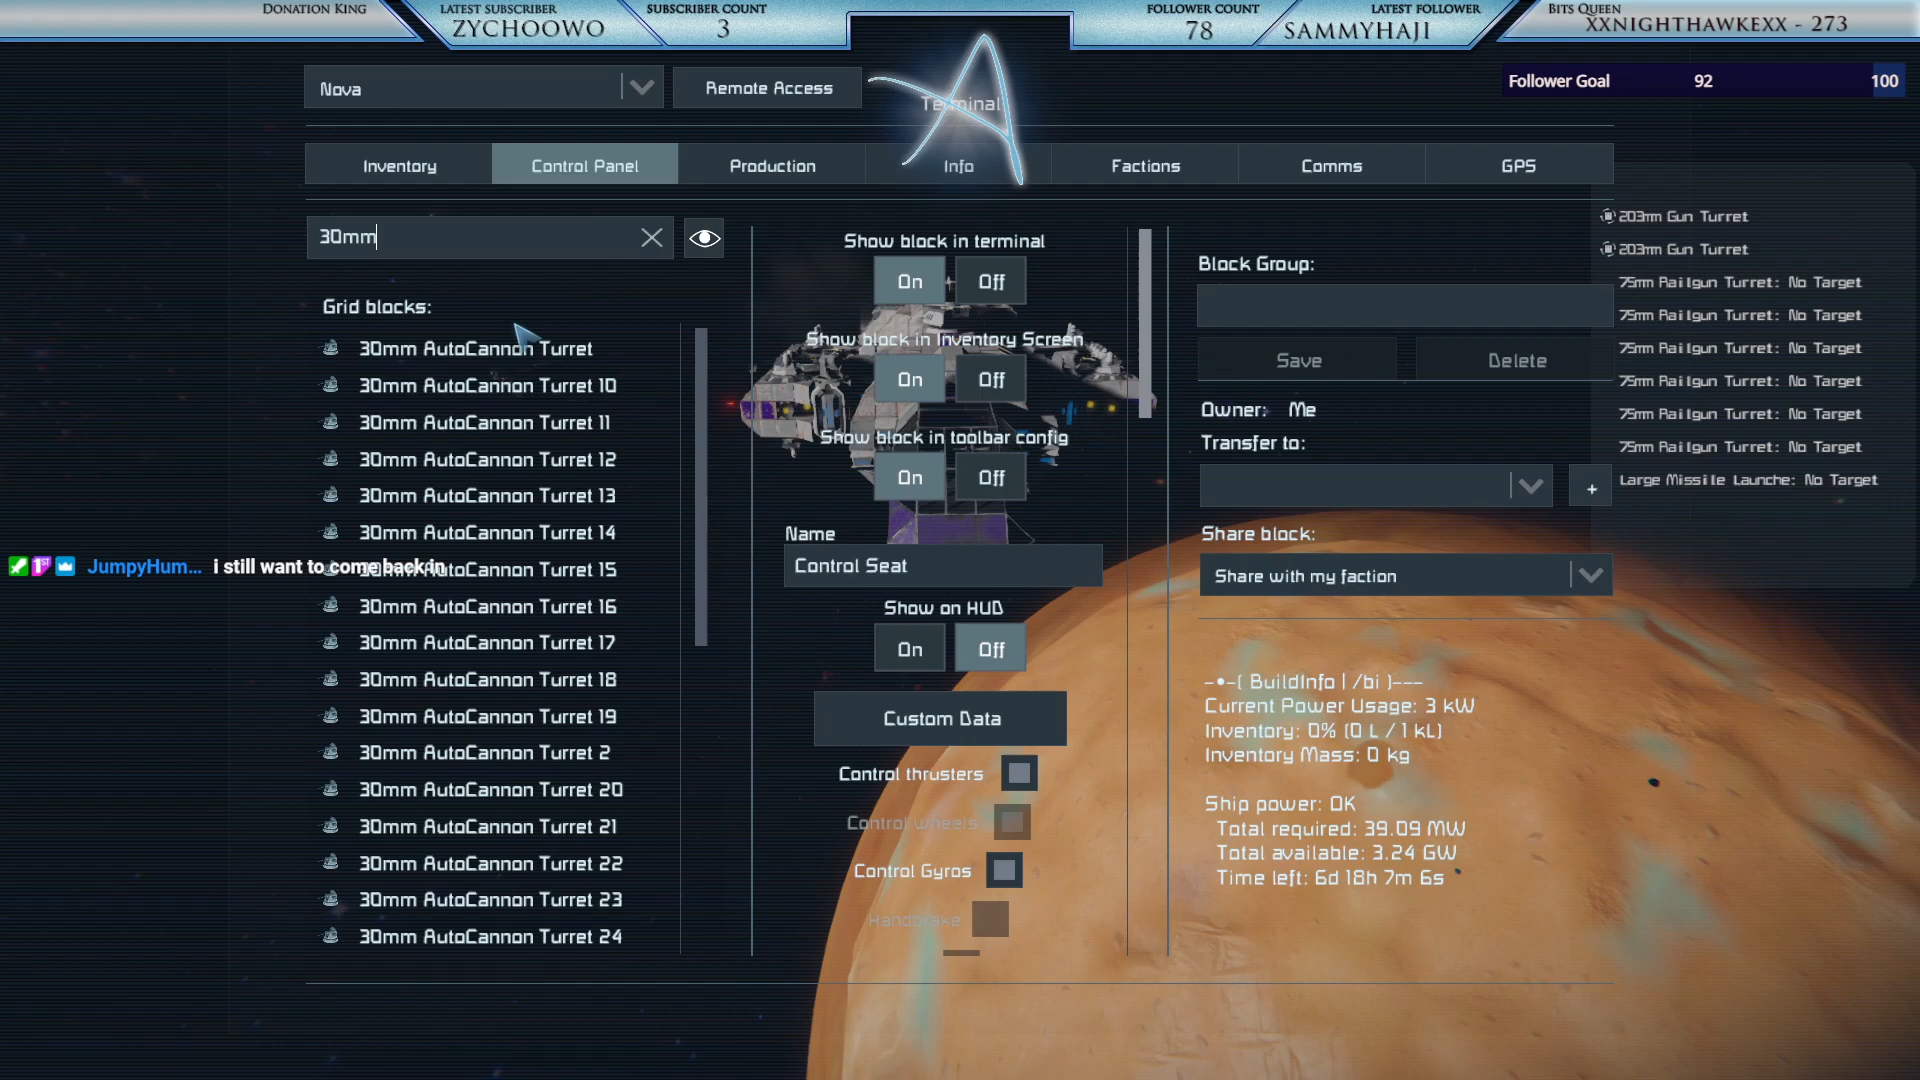 DONATION KING
LATEST SUBSCRIBER
ZYCHOOWO
SUBSCRIBER COUNT
3
FOLLOWER COUNT
78
LATEST FOLLOWER
SAMMYHAJI
BITS QUEEN
XXNIGHTHAWKEXX - 273
Follower Goal 92 100
Nova
Remote Access
Terminal
Inventory
Control Panel
Production
Info
Factions
Comms
GPS
30mm
Grid blocks:
30mm AutoCannon Turret
30mm AutoCannon Turret 10
30mm AutoCannon Turret 11
30mm AutoCannon Turret 12
30mm AutoCannon Turret 13
30mm AutoCannon Turret 14
30mm AutoCannon Turret 15
30mm AutoCannon Turret 16
30mm AutoCannon Turret 17
30mm AutoCannon Turret 18
30mm AutoCannon Turret 19
30mm AutoCannon Turret 2
30mm AutoCannon Turret 20
30mm AutoCannon Turret 21
30mm AutoCannon Turret 22
30mm AutoCannon Turret 23
30mm AutoCannon Turret 24
1ST JumpyHum... i still want to come back in
Show block in terminal
On Off
Show block in Inventory Screen
On Off
Show block in toolbar config
On Off
Name
Control Seat
Show on HUD
On Off
Custom Data
Control thrusters
Control wheels
Control Gyros
Handbrake
Block Group:
Save Delete
Owner: Me
Transfer to:
+
Share block:
Share with my faction
-•-( BuildInfo | /bi )---
Current Power Usage: 3 kW
Inventory: 0% (0 L / 1 kL)
Inventory Mass: 0 kg
Ship power: OK
Total required: 39.09 MW
Total available: 3.24 GW
Time left: 6d 18h 7m 6s
203mm Gun Turret
203mm Gun Turret
75mm Railgun Turret: No Target
75mm Railgun Turret: No Target
75mm Railgun Turret: No Target
75mm Railgun Turret: No Target
75mm Railgun Turret: No Target
75mm Railgun Turret: No Target
Large Missile Launche: No Target